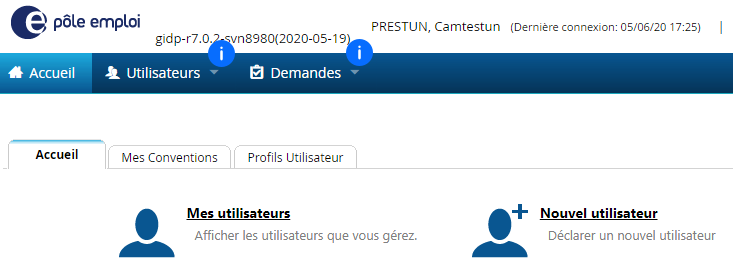 pôle emploi
gidp-r7.0.2-svn8980(2020-05-19)
PRESTUN, Camtestun (Dernière connexion: 05/06/20 17:25) |
Accueil Utilisateurs i Demandes i
Accueil Mes Conventions Profils Utilisateur
Mes utilisateurs
Afficher les utilisateurs que vous gérez.
Nouvel utilisateur
Déclarer un nouvel utilisateur